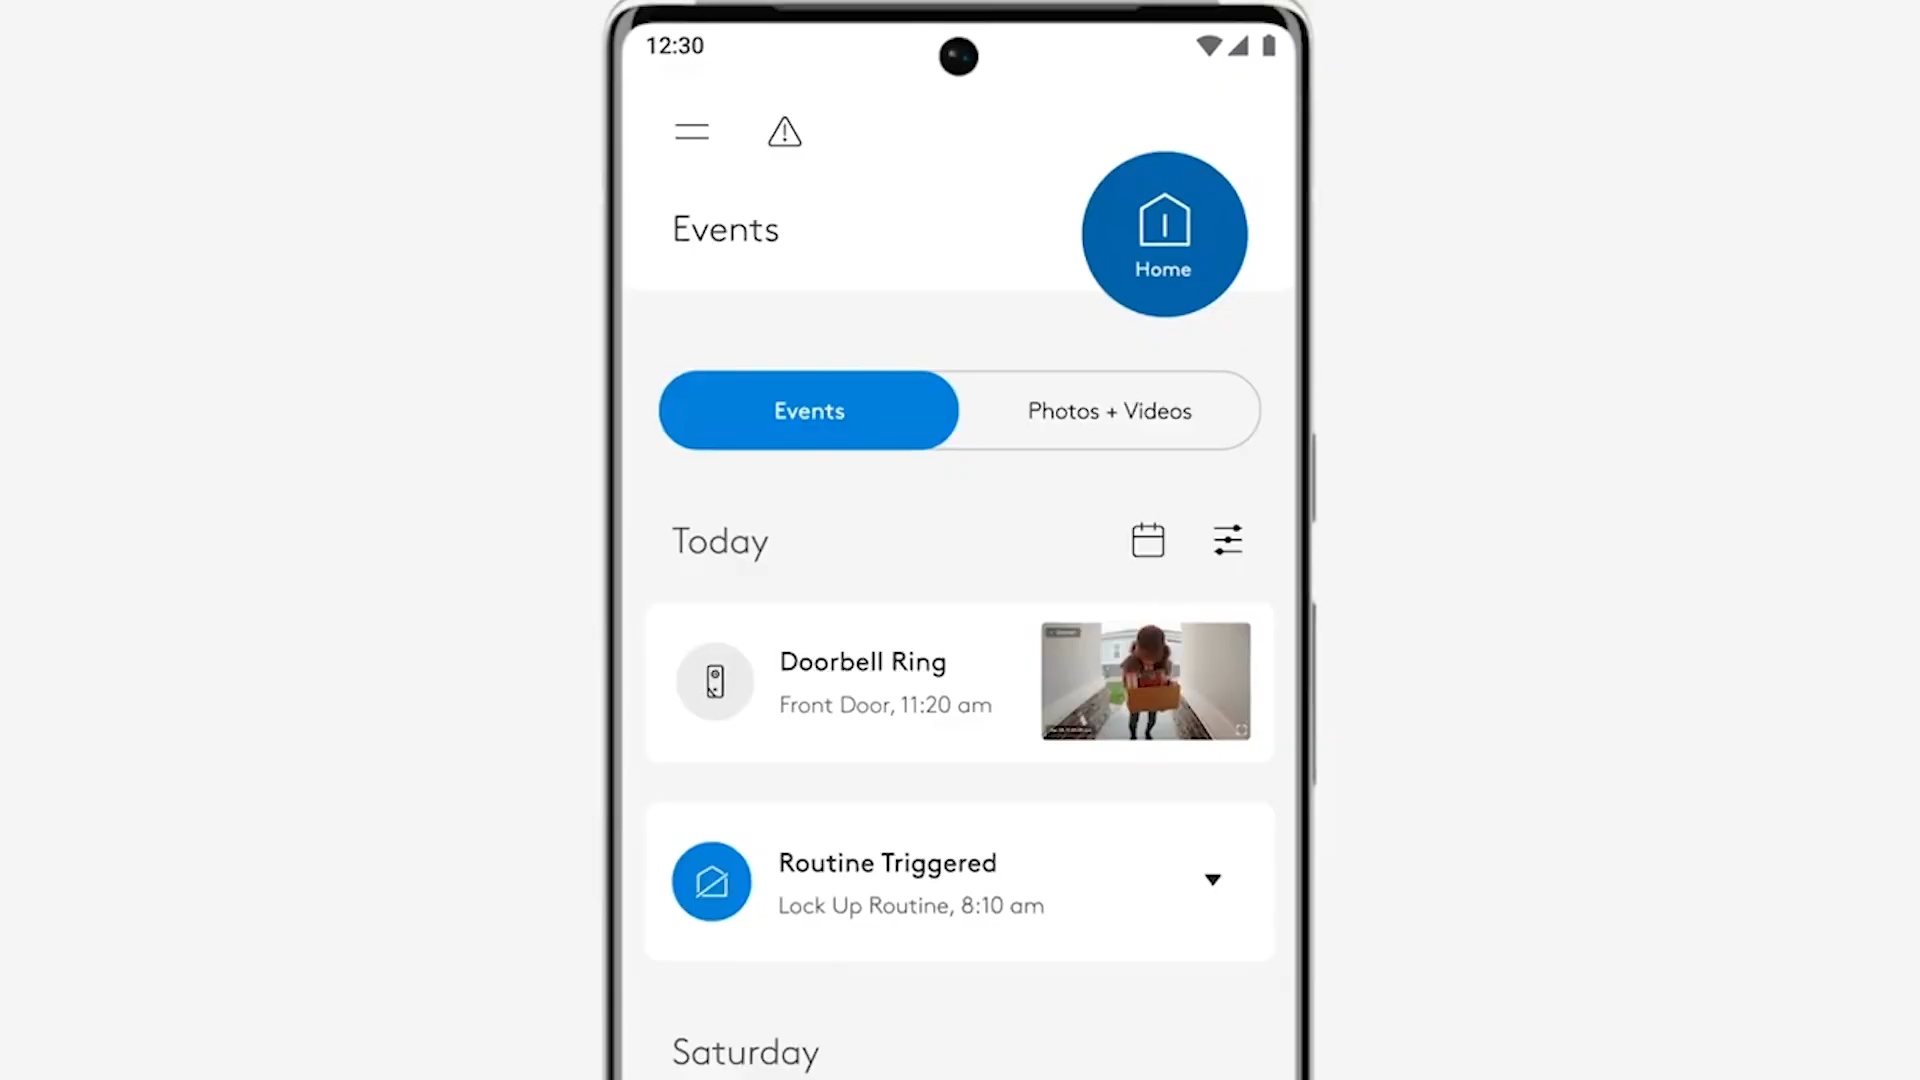 12:30
Events
Home
Events
Photos + Videos
Today
Doorbell Ring
Front Door, 11:20 am
Routine Triggered
Lock Up Routine, 8:10 am
Saturday